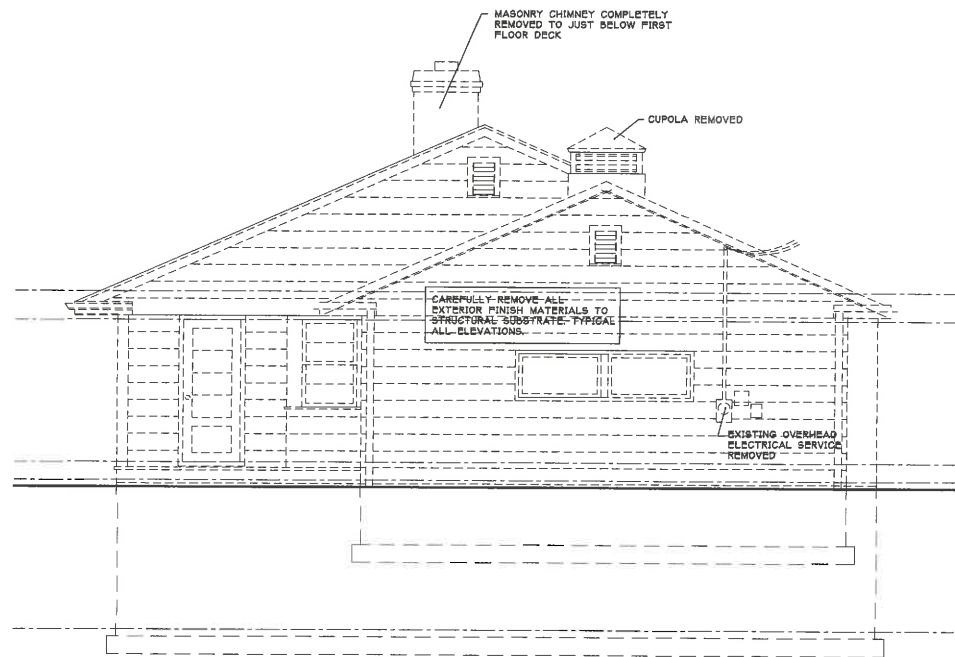 MASONRY CHIMNEY COMPLETELY
REMOVED TO JUST BELOW FIRST
FLOOR DECK
CUPOLA REMOVED
CAREFULLY REMOVE ALL
EXTERIOR FINISH MATERIALS TO
STRUCTURAL SUBSTRATE. TYPICAL
ALL ELEVATIONS.
EXISTING OVERHEAD
ELECTRICAL SERVICE
REMOVED